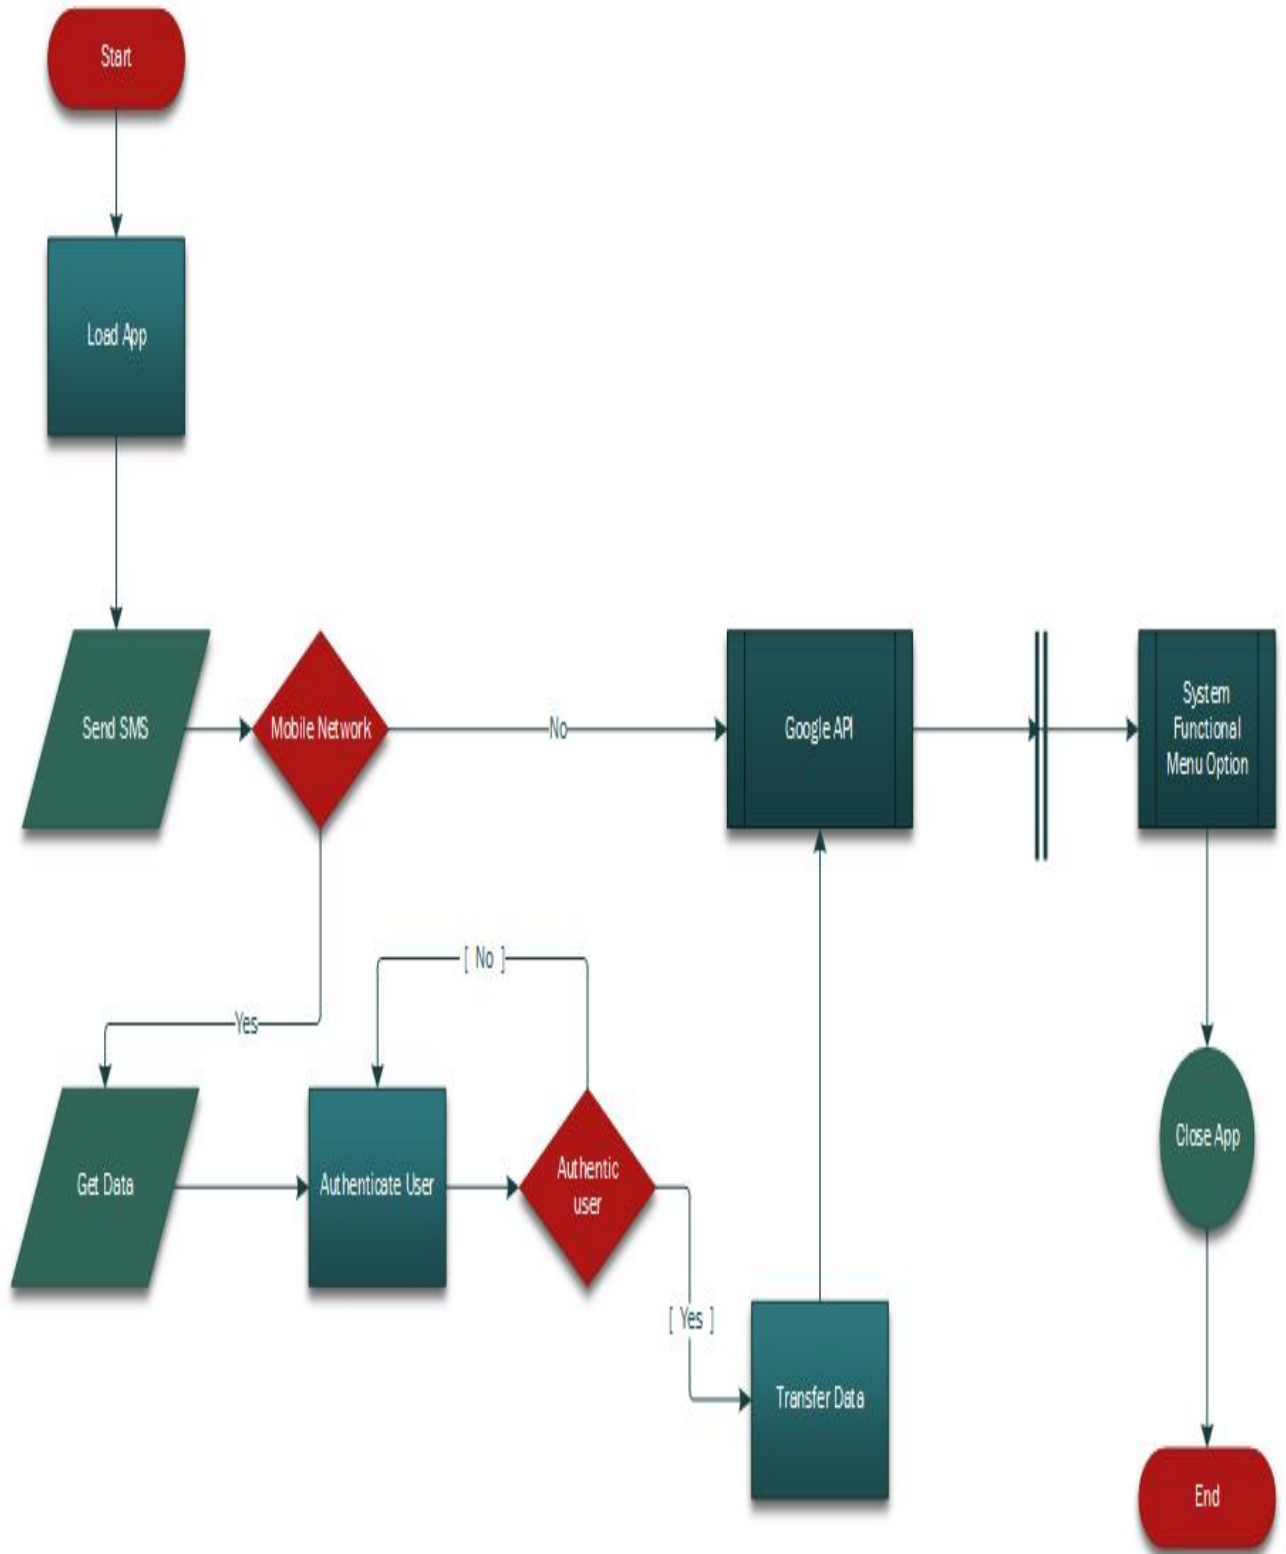 Start
Load App
Send SMS
Mobile Network
No
Google API
System
Functional
Menu Option
[ No ]
Yes
Get Data
Authenticate User
Authentic
user
Close App
[ Yes ]
Transfer Data
End